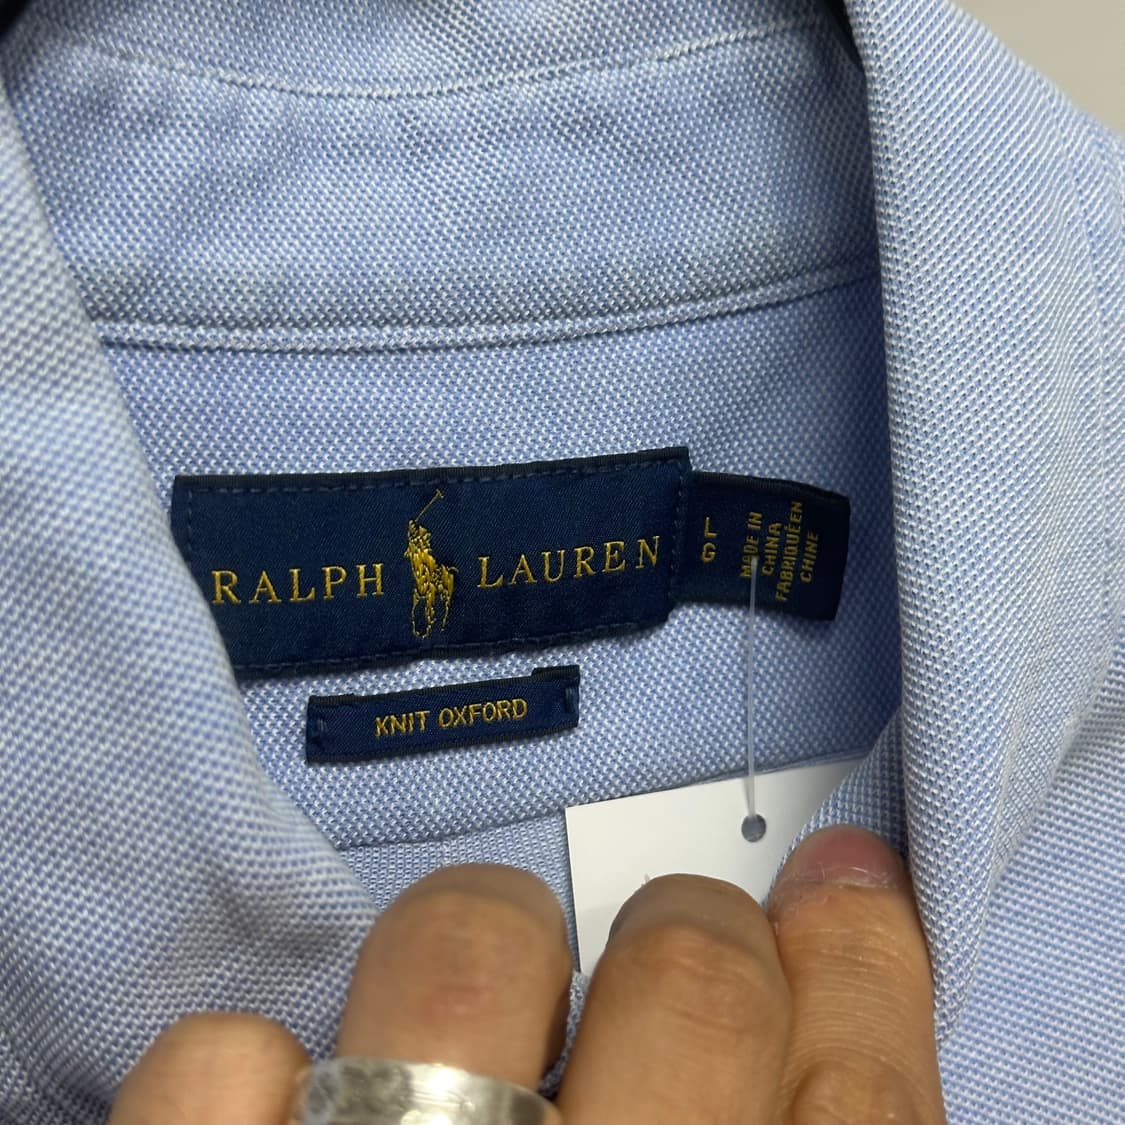 RALPH LAUREN
L
G
MADE IN
CHINA
FABRIQUÉ EN
CHINE
KNIT OXFORD